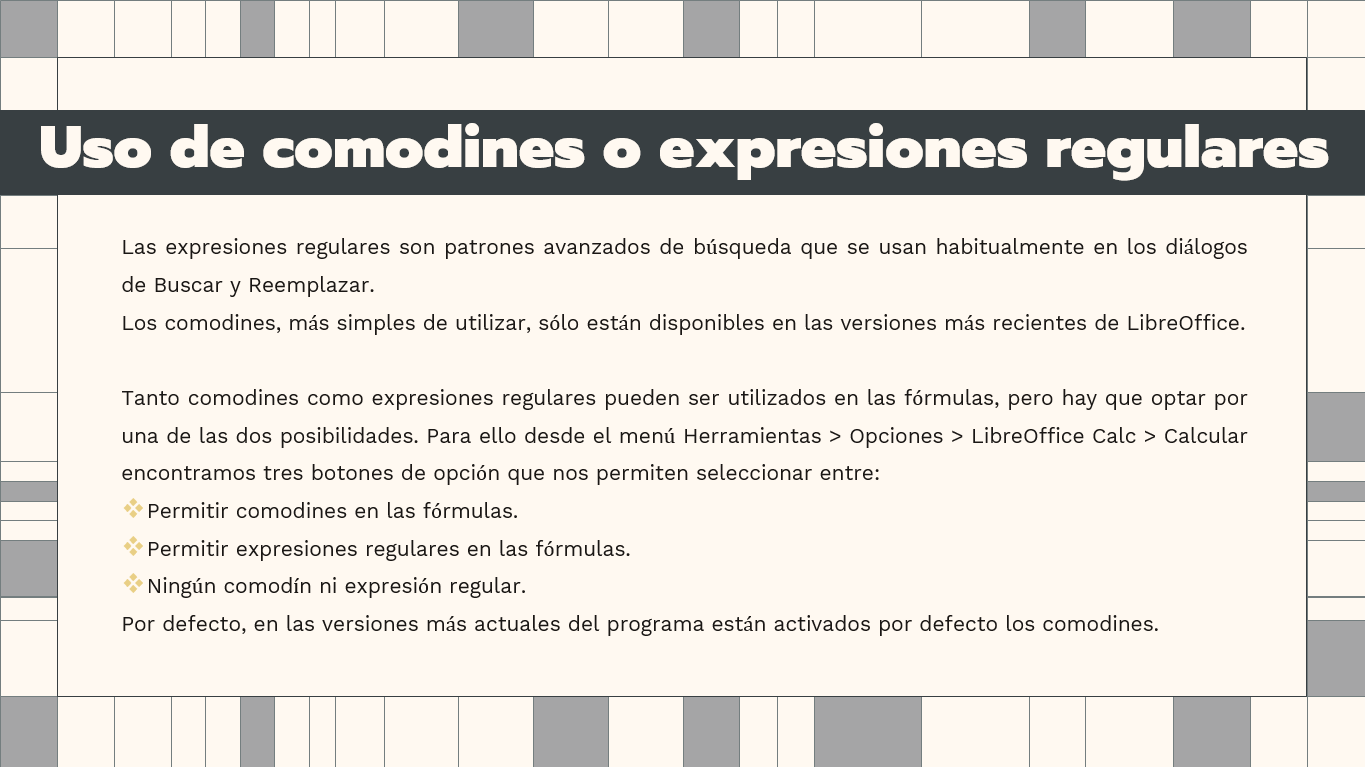 Uso de comodines o expresiones regulares
Las expresiones regulares son patrones avanzados de búsqueda que se usan habitualmente en los diálogos
de Buscar y Reemplazar.
Los comodines, más simples de utilizar, sólo están disponibles en las versiones más recientes de LibreOffice.
Tanto comodines como expresiones regulares pueden ser utilizados en las fórmulas, pero hay que optar por
una de las dos posibilidades. Para ello desde el menú Herramientas > Opciones > LibreOffice Calc > Calcular
encontramos tres botones de opción que nos permiten seleccionar entre:
❖Permitir comodines en las fórmulas.
❖Permitir expresiones regulares en las fórmulas.
❖Ningún comodín ni expresión regular.
Por defecto, en las versiones más actuales del programa están activados por defecto los comodines.